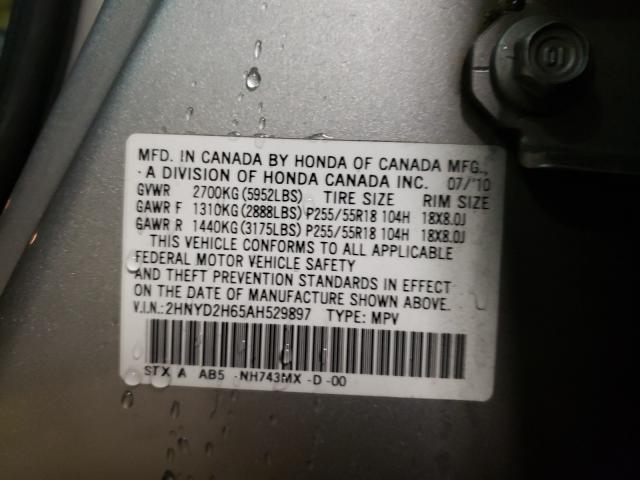 MFD. IN CANADA BY HONDA OF CANADA MFG.,
A DIVISION OF HONDA CANADA INC. 07/'10
GVWR 2700KG(5952LBS) TIRE SIZE RIM SIZE
GAWR F 1310KG(2888LBS) P255/55R18 104H 18X8.0J
GAWR R 1440KG(3175LBS) P255/55R18 104H 18X8.0J
THIS VEHICLE CONFORMS TO ALL APPLICABLE
FEDERAL MOTOR VEHICLE SAFETY
AND THEFT PREVENTION STANDARDS IN EFFECT
ON THE DATE OF MANUFACTURE SHOWN ABOVE.
V.I.N.:2HNYD2H65AH529897 TYPE: MPV
STX A AB5 -NH743MX -D -00